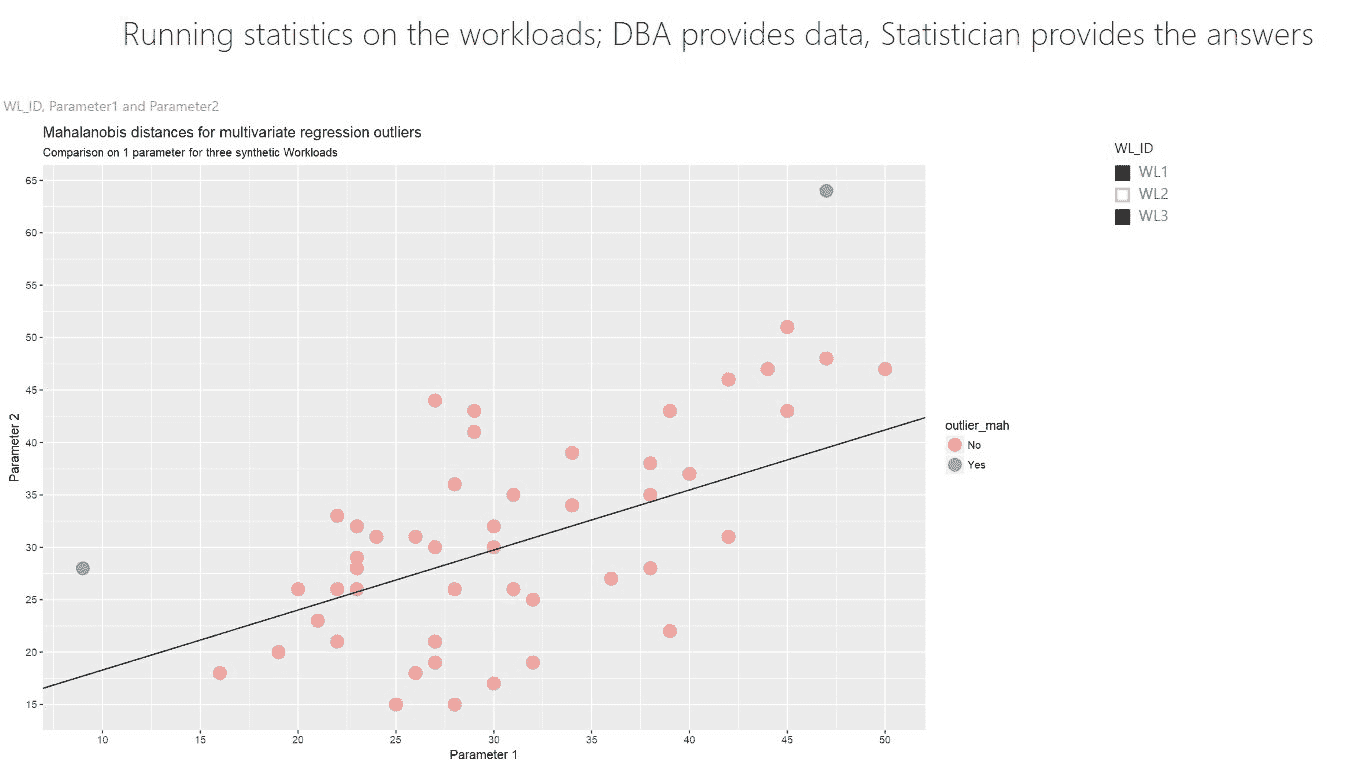 Running statistics on the workloads; DBA provides data, Statistician provides the answers
WL_ID, Parameter1 and Parameter2
Mahalanobis distances for multivariate regression outliers
Comparison on 1 parameter for three synthetic Workloads
WL_ID
WL1
WL2
WL3
65
60
55
50
45
40
35
30
25
20
15
Parameter 2
10 15 20 25 30 35 40 45 50
Parameter 1
outlier_mah
No
Yes